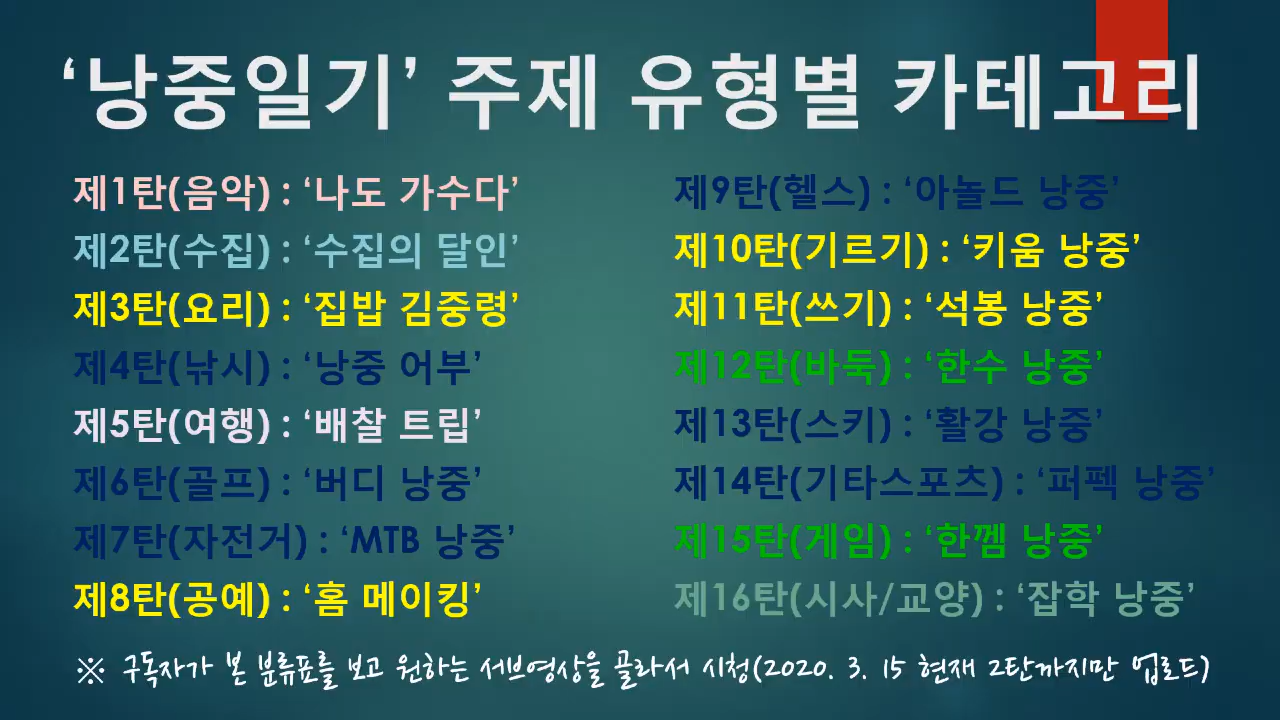 ‘낭중일기’ 주제 유형별 카테고리
제1탄(음악) : ‘나도 가수다’
제2탄(수집) : ‘수집의 달인’
제3탄(요리) : ‘집밥 김중령’
제4탄(낚시) : ‘낭중 어부’
제5탄(여행) : ‘배찰 트립’
제6탄(골프) : ‘버디 낭중’
제7탄(자전거) : ‘MTB 낭중’
제8탄(공예) : ‘홈 메이킹’
제9탄(헬스) : ‘아놀드 낭중’
제10탄(기르기) : ‘키움 낭중’
제11탄(쓰기) : ‘석봉 낭중’
제12탄(바둑) : ‘한수 낭중’
제13탄(스키) : ‘활강 낭중’
제14탄(기타스포츠) : ‘퍼펙 낭중’
제15탄(게임) : ‘한껨 낭중’
제16탄(시사/교양) : ‘잡학 낭중’
※ 구독자가 본 분류표를 보고 원하는 서브영상을 골라서 시청(2020. 3. 15 현재 2탄까지만 업로드)